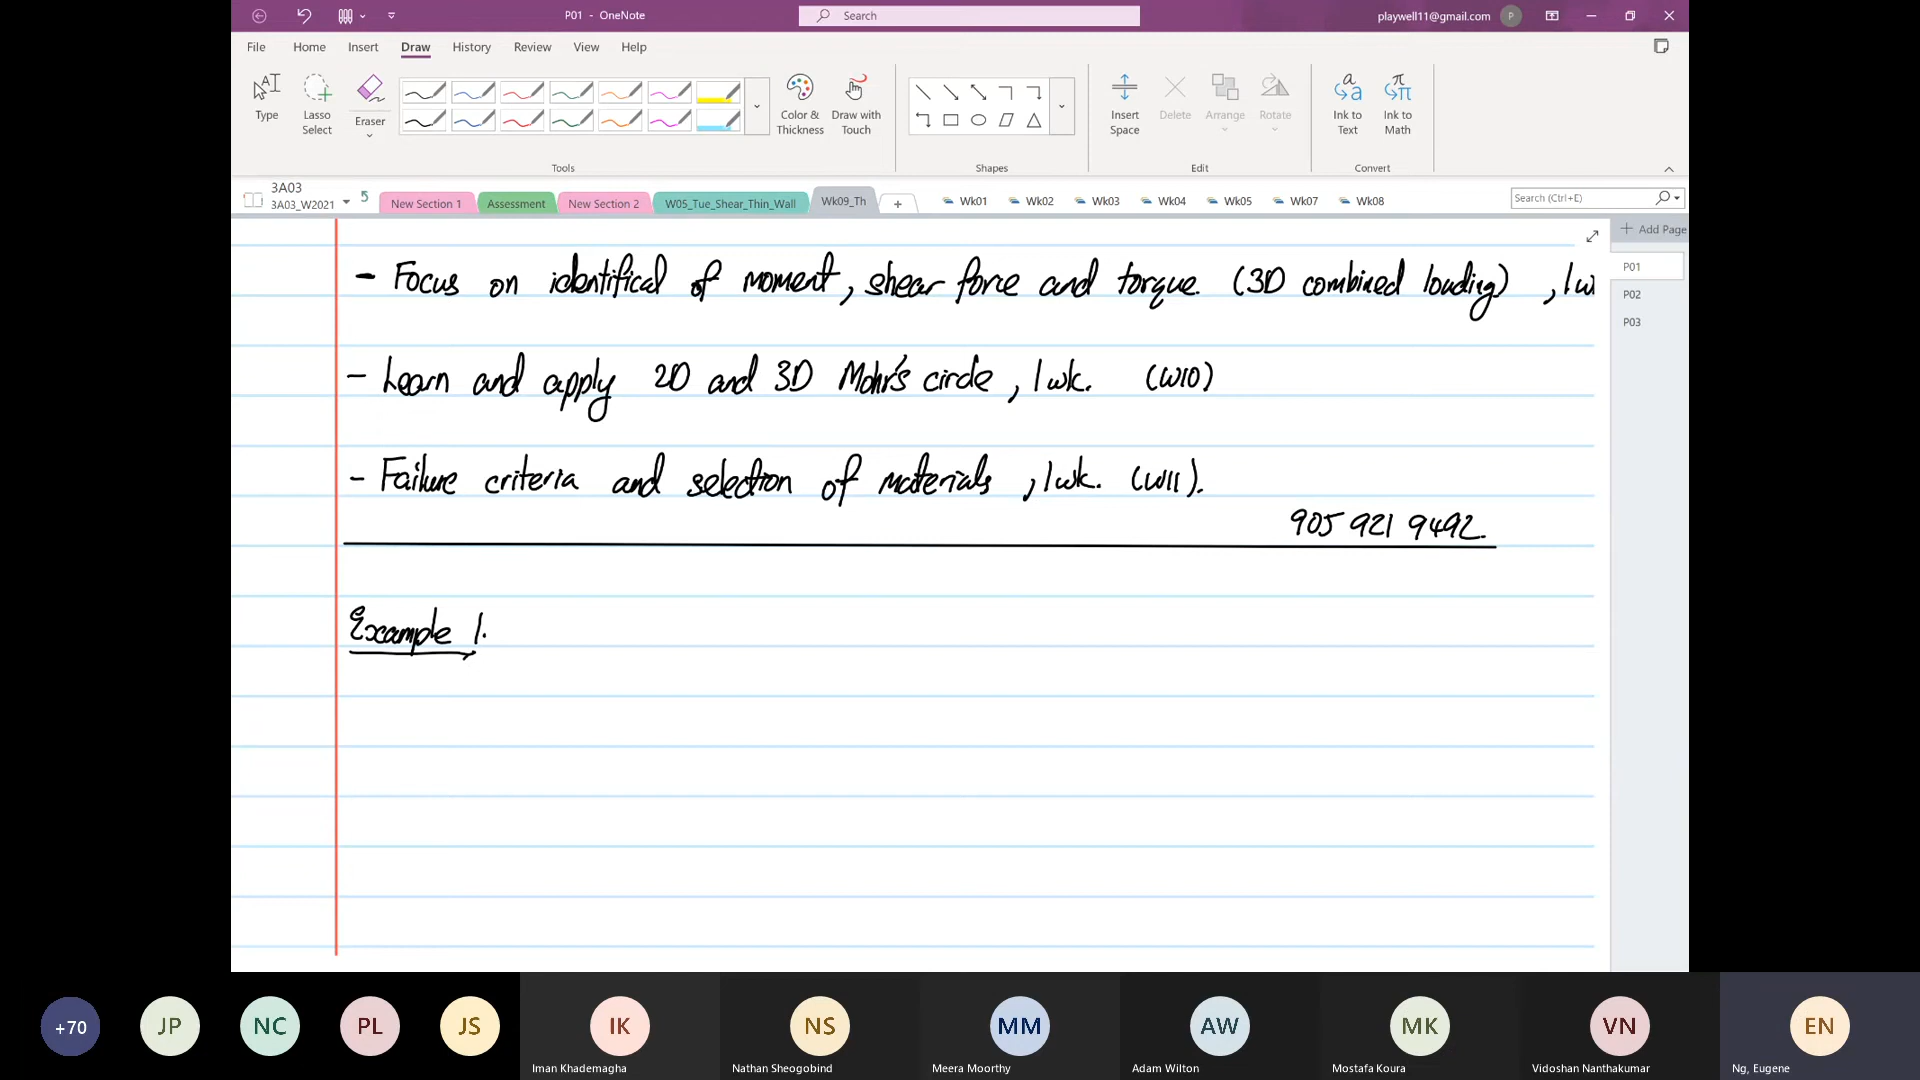 P01 - OneNote
Search
playwell11@gmail.com
P
File Home Insert Draw History Review View Help
Type
Lasso Select
Eraser
Color & Thickness
Draw with Touch
Insert Space
Delete
Arrange
Rotate
Ink to Text
Ink to Math
Tools Shapes Edit Convert
3A03
3A03_W2021
New Section 1 Assessment New Section 2 W05_Tue_Shear_Thin_Wall Wk09_Th + Wk01 Wk02 Wk03 Wk04 Wk05 Wk07 Wk08
Search (Ctrl+E)
Add Page
P01
P02
P03
- Focus on identifical of moment, shear force and torque. (3D combined loading) , 1w
- Learn and apply 2D and 3D Mohr's circle, 1 wk. (W10)
- Failure criteria and selection of materials, 1 wk. (W11).
905 921 9492.
Example 1.
+70 JP NC PL JS IK NS MM AW MK VN EN
Iman Khademagha Nathan Sheogobind Meera Moorthy Adam Wilton Mostafa Koura Vidoshan Nanthakumar Ng, Eugene